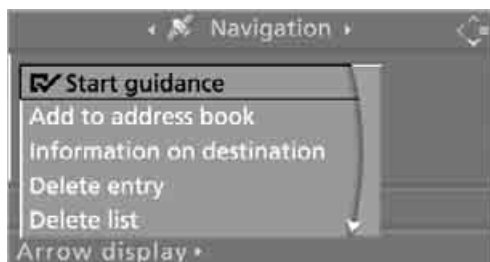 Navigation
Start guidance
Add to address book
Information on destination
Delete entry
Delete list
Arrow display